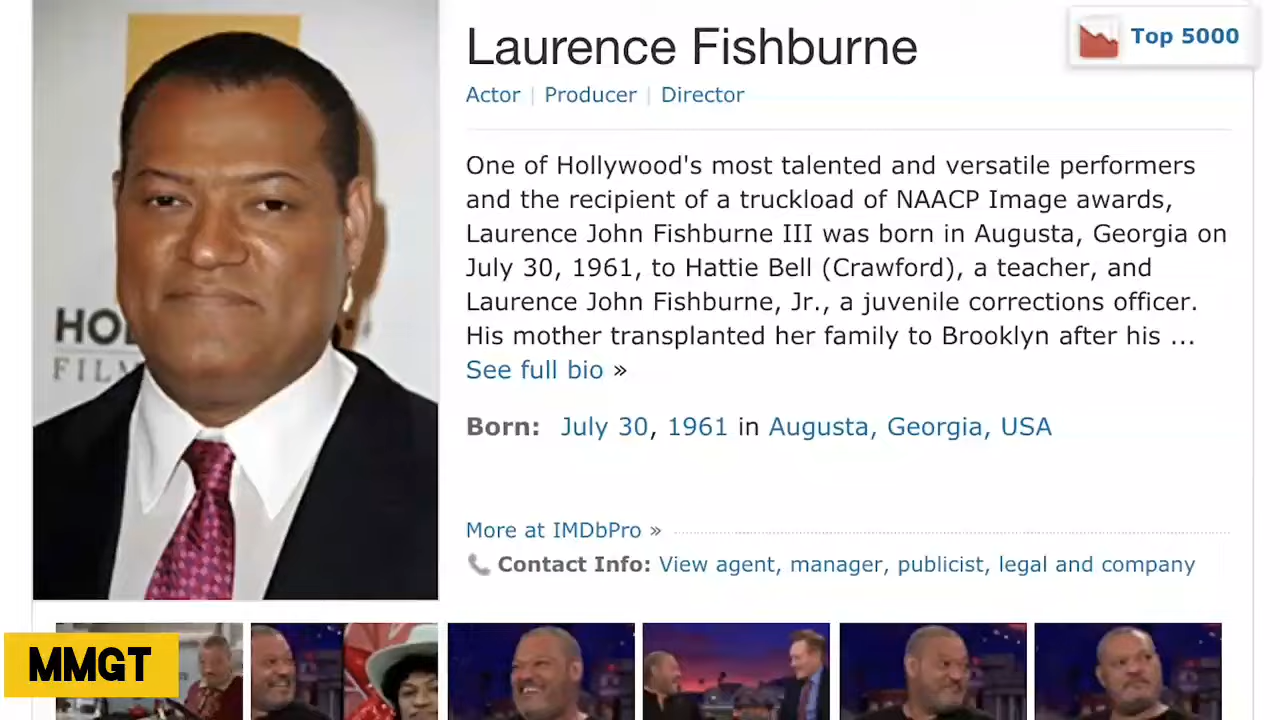 Laurence Fishburne
Top 5000
Actor | Producer | Director
One of Hollywood's most talented and versatile performers
and the recipient of a truckload of NAACP Image awards,
Laurence John Fishburne III was born in Augusta, Georgia on
July 30, 1961, to Hattie Bell (Crawford), a teacher, and
Laurence John Fishburne, Jr., a juvenile corrections officer.
His mother transplanted her family to Brooklyn after his ...
See full bio »
Born: July 30, 1961 in Augusta, Georgia, USA
More at IMDbPro »
Contact Info: View agent, manager, publicist, legal and company
FILM
MMGT